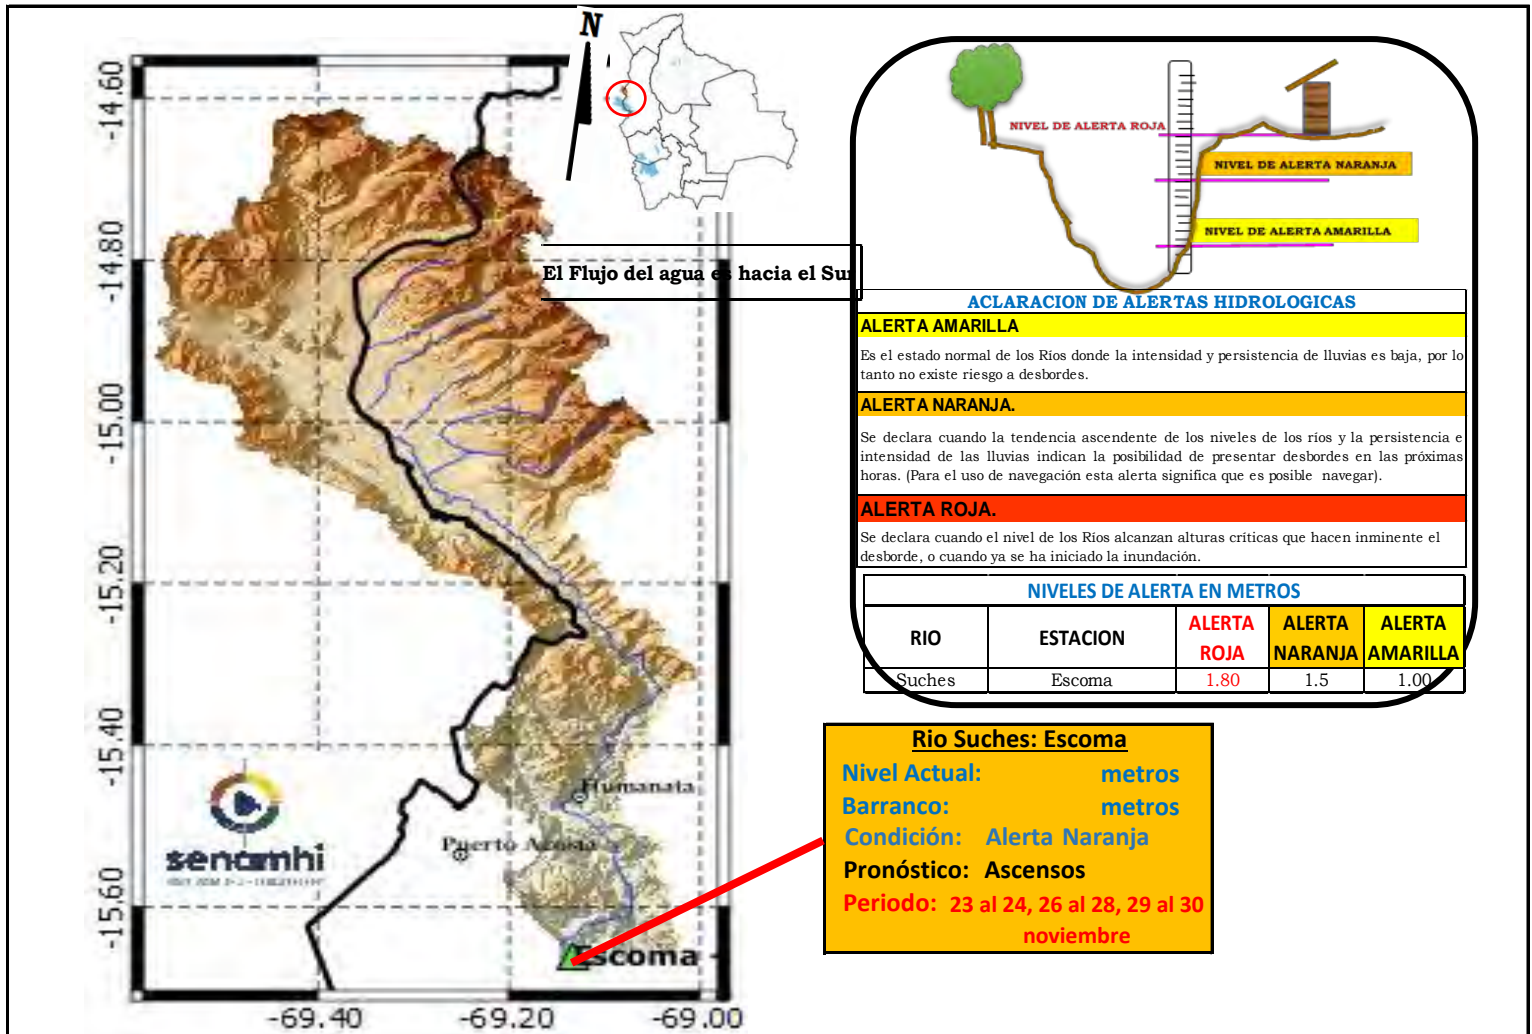 N
-14.60
-14.80
-15.00
-15.20
-15.40
-15.60
-69.40
-69.20
-69.00
El Flujo del agua es hacia el Sur
Humanata
Puerto Acosta
Escoma
senamhi
NIVEL DE ALERTA ROJA
NIVEL DE ALERTA NARANJA
NIVEL DE ALERTA AMARILLA
ACLARACION DE ALERTAS HIDROLOGICAS
ALERTA AMARILLA
Es el estado normal de los Ríos donde la intensidad y persistencia de lluvias es baja, por lo
tanto no existe riesgo a desbordes.
ALERTA NARANJA.
Se declara cuando la tendencia ascendente de los niveles de los ríos y la persistencia e
intensidad de las lluvias indican la posibilidad de presentar desbordes en las próximas
horas. (Para el uso de navegación esta alerta significa que es posible navegar).
ALERTA ROJA.
Se declara cuando el nivel de los Ríos alcanzan alturas críticas que hacen inminente el
desborde, o cuando ya se ha iniciado la inundación.
NIVELES DE ALERTA EN METROS
RIO ESTACION ALERTA ROJA ALERTA NARANJA ALERTA AMARILLA
Suches Escoma 1.80 1.5 1.00
Rio Suches: Escoma
Nivel Actual: metros
Barranco: metros
Condición: Alerta Naranja
Pronóstico: Ascensos
Periodo: 23 al 24, 26 al 28, 29 al 30
noviembre